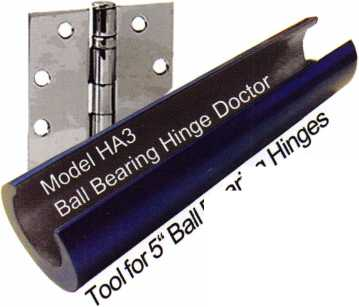 Model HA3
Ball Bearing Hinge Doctor
Tool for 5" Ball Hinges